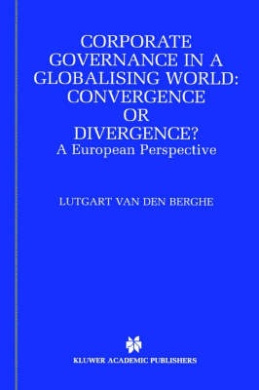 CORPORATE
GOVERNANCE IN A
GLOBALISING WORLD:
CONVERGENCE
OR
DIVERGENCE?
A European Perspective
LUTGART VAN DEN BERGHE
KLUWER ACADEMIC PUBLISHERS